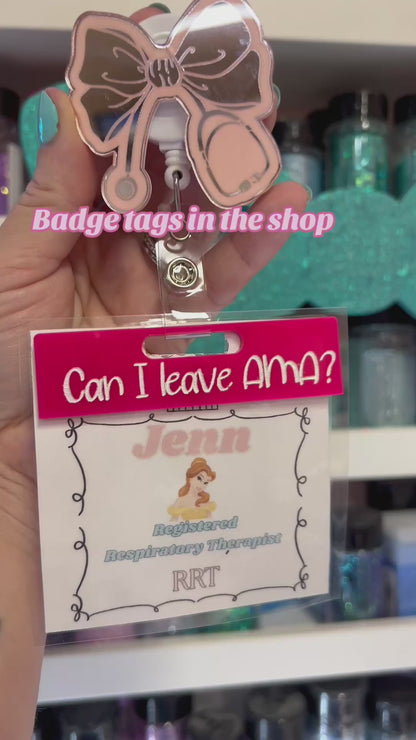 Badge tags in the shop
Can I leave AMA?
Jenn
Registered
Respiratory Therapist
RRT